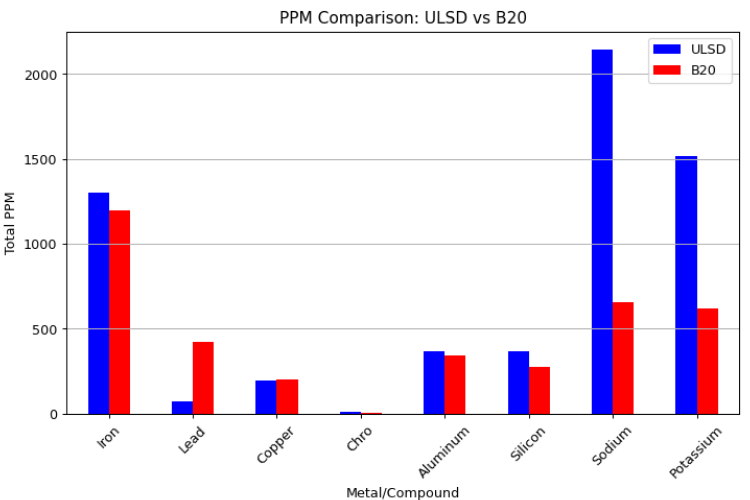 PPM Comparison: ULSD vs B20
ULSD
B20
Total PPM
2000
1500
1000
500
0
Iron
Lead
Copper
Chro
Aluminum
Silicon
Sodium
Potassium
Metal/Compound